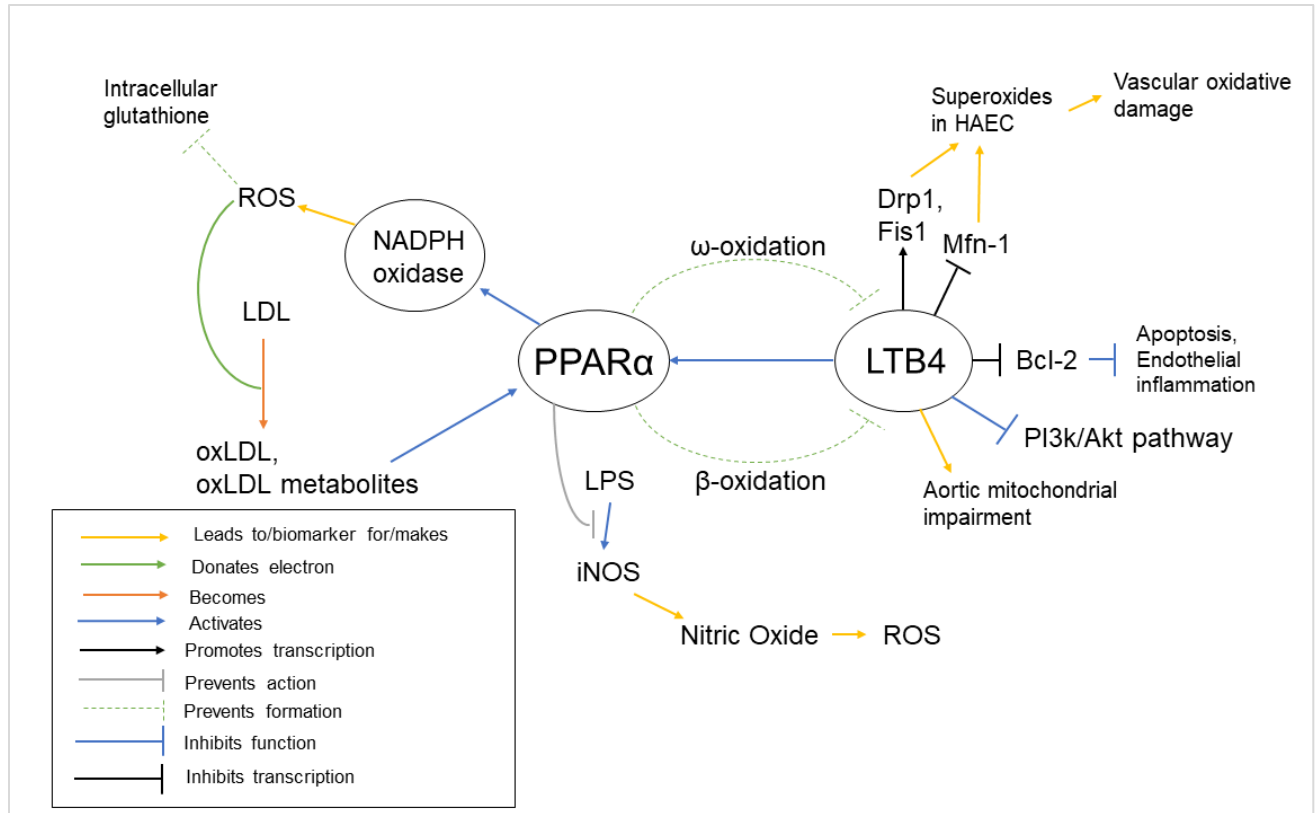 Intracellular
glutathione
Superoxides
in HAEC
Vascular oxidative
damage
ROS
NADPH
oxidase
Drp1,
Fis1
Mfn-1
ω-oxidation
LDL
PPARα
LTB4
Bcl-2
Apoptosis,
Endothelial
inflammation
PI3k/Akt pathway
oxLDL,
oxLDL metabolites
LPS
β-oxidation
Aortic mitochondrial
impairment
iNOS
Nitric Oxide
ROS
Leads to/biomarker for/makes
Donates electron
Becomes
Activates
Promotes transcription
Prevents action
Prevents formation
Inhibits function
Inhibits transcription